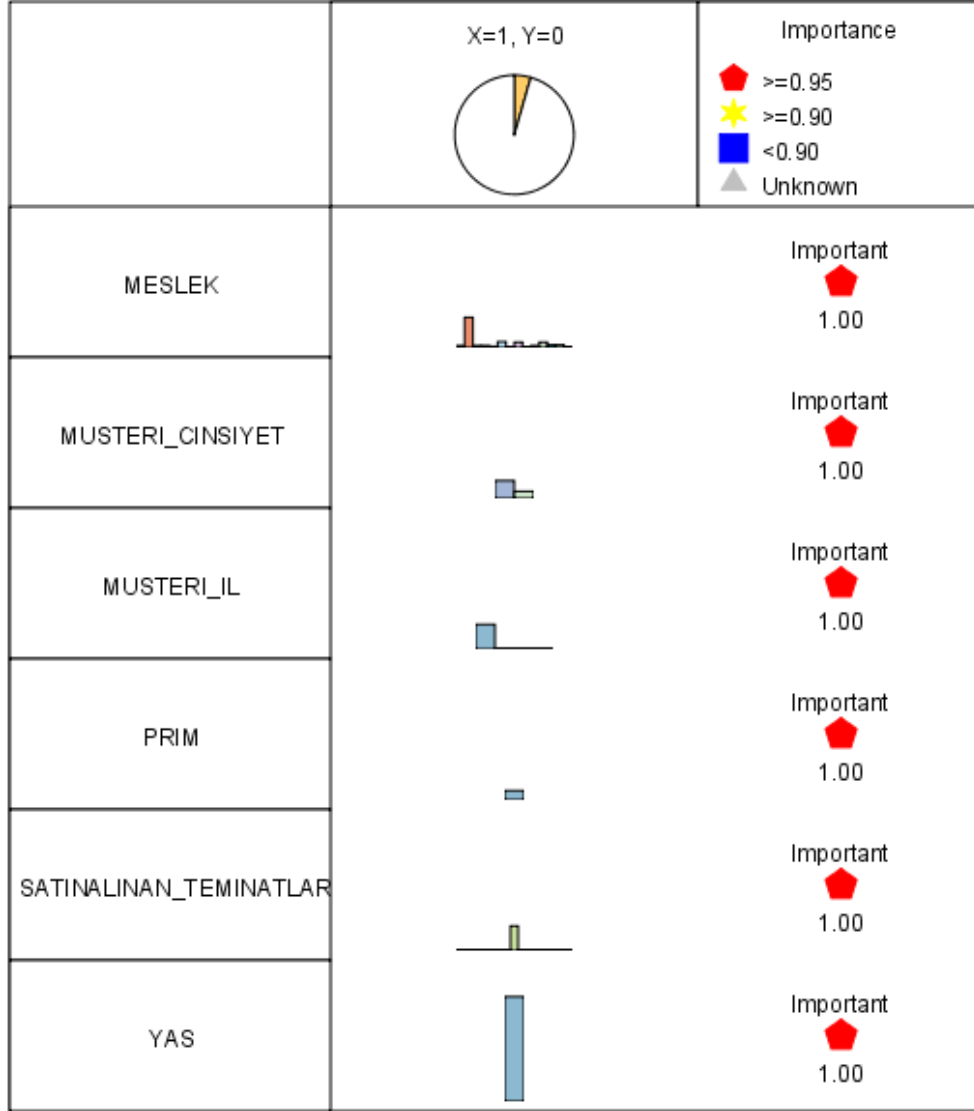 X=1, Y=0
Importance
>=0.95
>=0.90
<0.90
Unknown
MESLEK
Important
1.00
MUSTERI_CINSIYET
Important
1.00
MUSTERI_IL
Important
1.00
PRIM
Important
1.00
SATINALINAN_TEMINATLAR
Important
1.00
YAS
Important
1.00